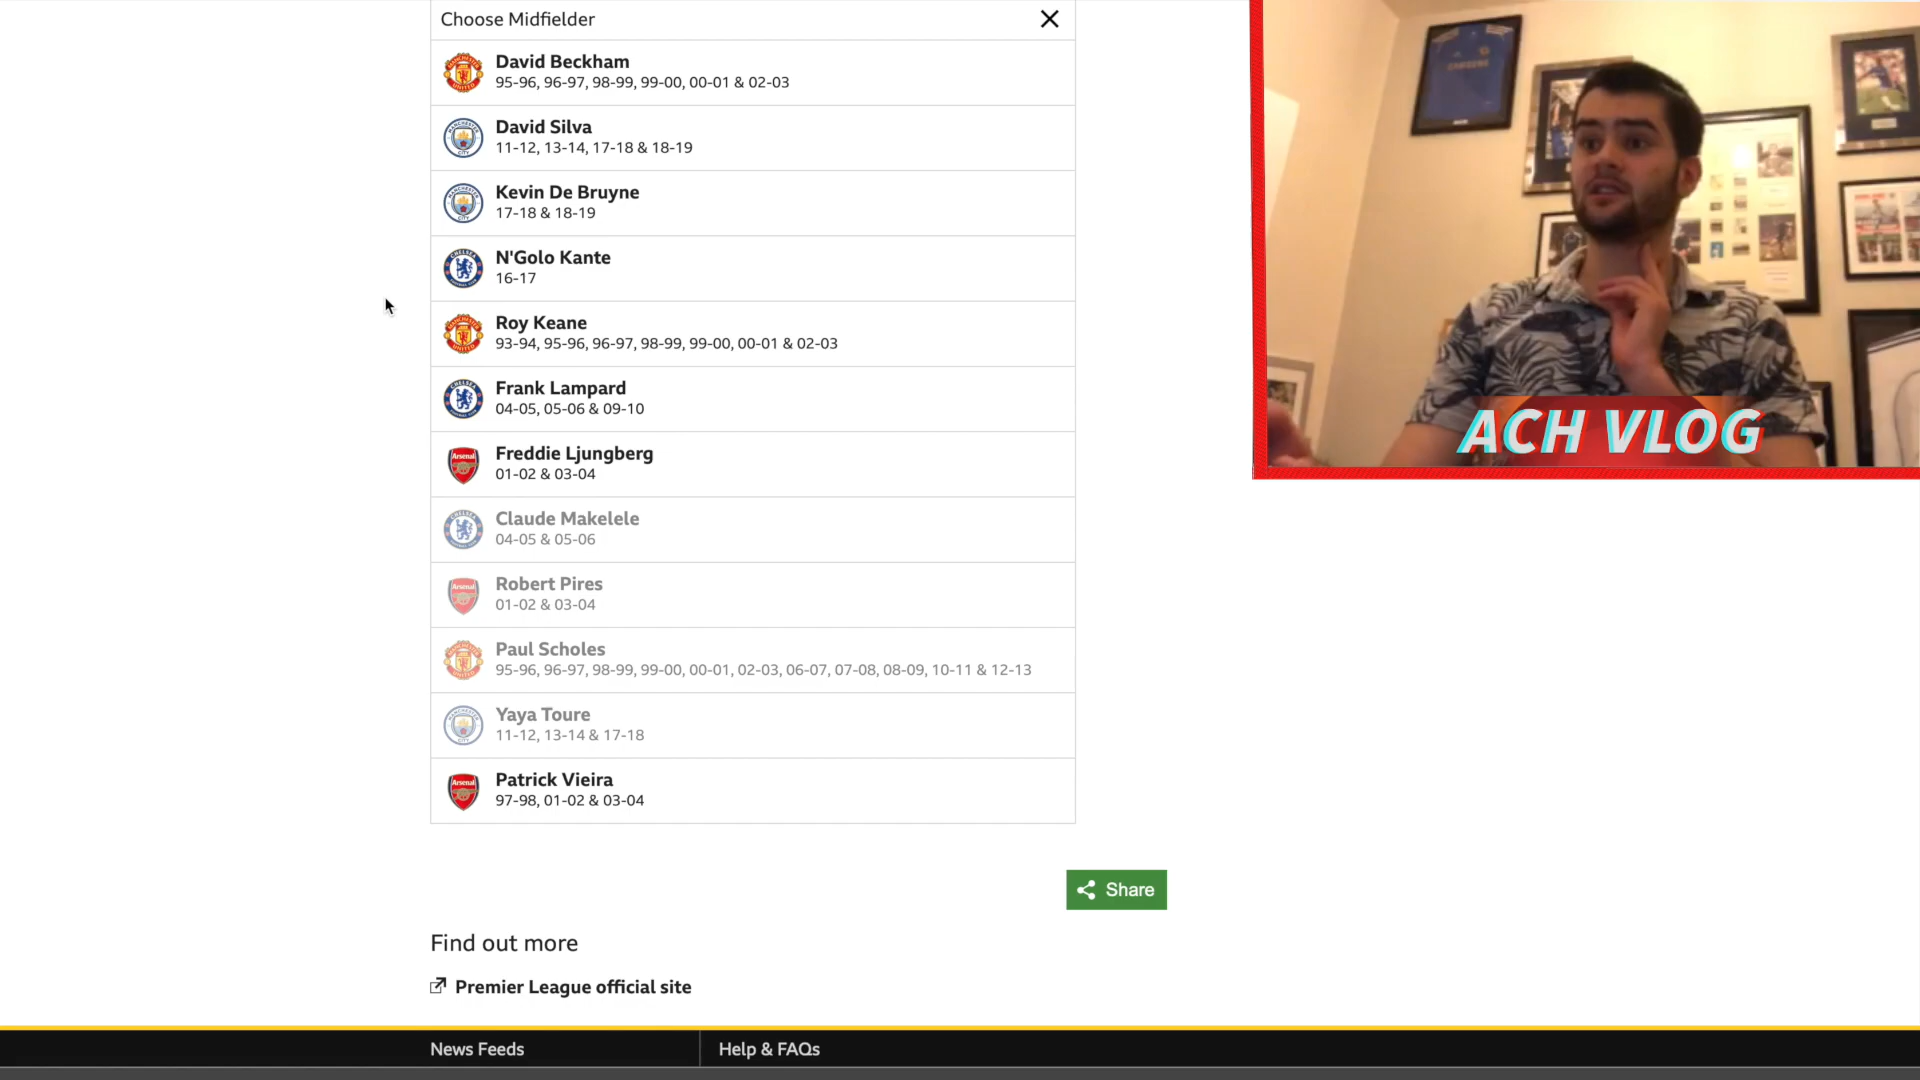 Choose Midfielder
David Beckham
95-96, 96-97, 98-99, 99-00, 00-01 & 02-03
David Silva
11-12, 13-14, 17-18 & 18-19
Kevin De Bruyne
17-18 & 18-19
N'Golo Kante
16-17
Roy Keane
93-94, 95-96, 96-97, 98-99, 99-00, 00-01 & 02-03
Frank Lampard
04-05, 05-06 & 09-10
Freddie Ljungberg
01-02 & 03-04
Claude Makelele
04-05 & 05-06
Robert Pires
01-02 & 03-04
Paul Scholes
95-96, 96-97, 98-99, 99-00, 00-01, 02-03, 06-07, 07-08, 08-09, 10-11 & 12-13
Yaya Toure
11-12, 13-14 & 17-18
Patrick Vieira
97-98, 01-02 & 03-04
Share
Find out more
Premier League official site
News Feeds
Help & FAQs
ACH VLOG
SAMSUNG
Arsenal
Arsenal
Arsenal